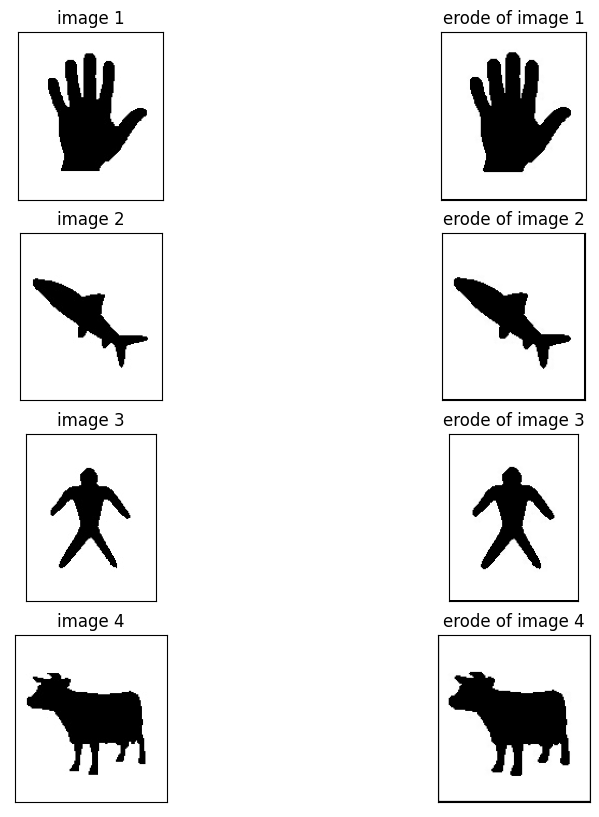 image 1
erode of image 1
image 2
erode of image 2
image 3
erode of image 3
image 4
erode of image 4